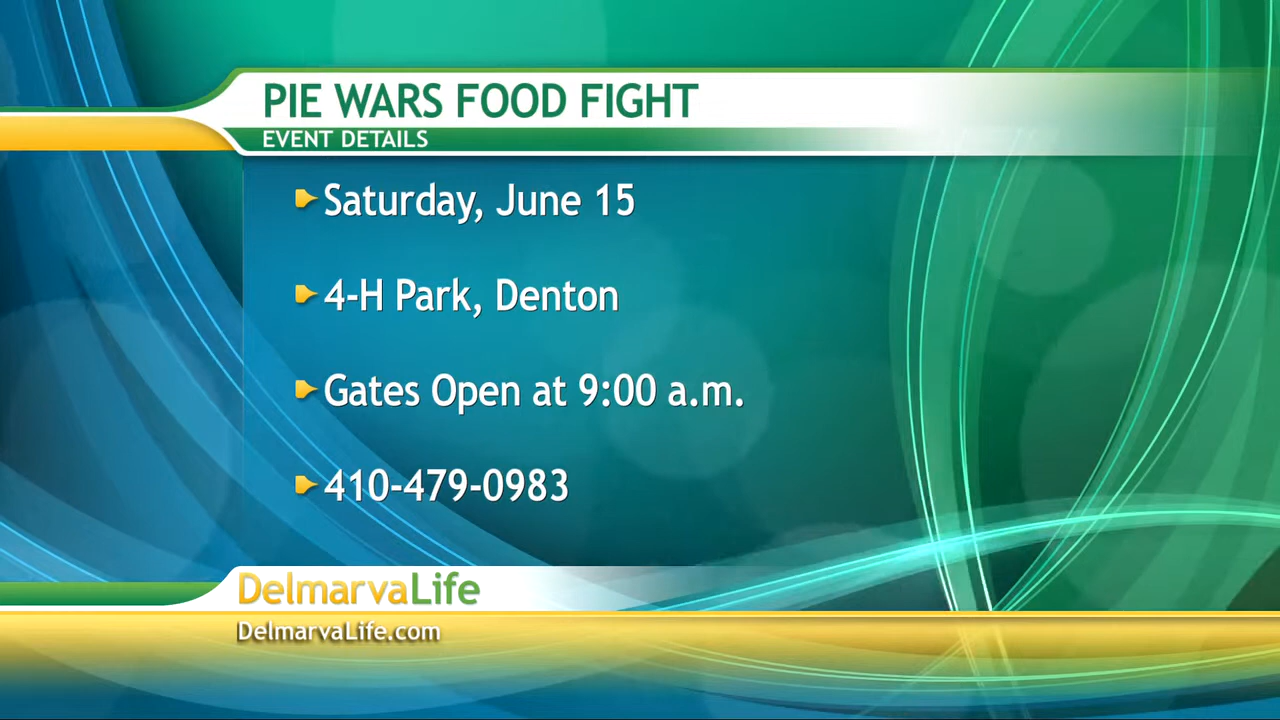 PIE WARS FOOD FIGHT
EVENT DETAILS
Saturday, June 15
4-H Park, Denton
Gates Open at 9:00 a.m.
410-479-0983
DelmarvaLife
DelmarvaLife.com